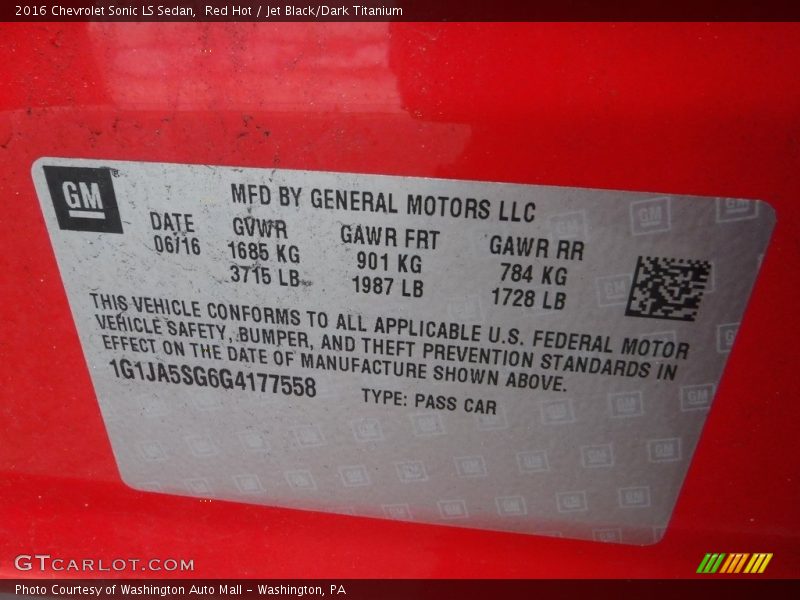 2016 Chevrolet Sonic LS Sedan,  Red Hot / Jet Black/Dark Titanium
GM
MFD BY GENERAL MOTORS LLC
DATE GVWR GAWR FRT GAWR RR
06/16 1685 KG 901 KG 784 KG
3715 LB 1987 LB 1728 LB
THIS VEHICLE CONFORMS TO ALL APPLICABLE U.S. FEDERAL MOTOR
VEHICLE SAFETY, BUMPER, AND THEFT PREVENTION STANDARDS IN
EFFECT ON THE DATE OF MANUFACTURE SHOWN ABOVE.
1G1JA5SG6G4177558 TYPE: PASS CAR
GTCARLOT.COM
Photo Courtesy of Washington Auto Mall - Washington, PA